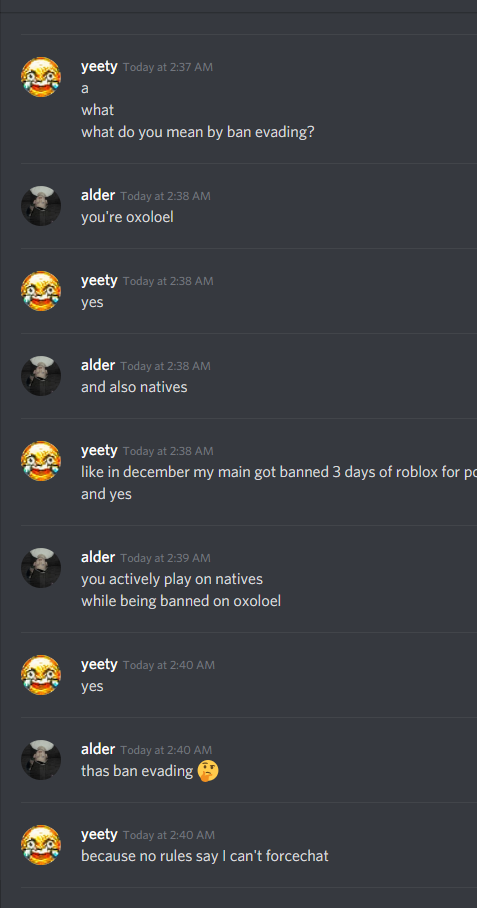 yeety Today at 2:37 AM
a
what
what do you mean by ban evading?
alder Today at 2:38 AM
you're oxoloel
yeety Today at 2:38 AM
yes
alder Today at 2:38 AM
and also natives
yeety Today at 2:38 AM
like in december my main got banned 3 days of roblox for
and yes
alder Today at 2:39 AM
you actively play on natives
while being banned on oxoloel
yeety Today at 2:40 AM
yes
alder Today at 2:40 AM
thas ban evading 🤔
yeety Today at 2:40 AM
because no rules say I can't forcechat